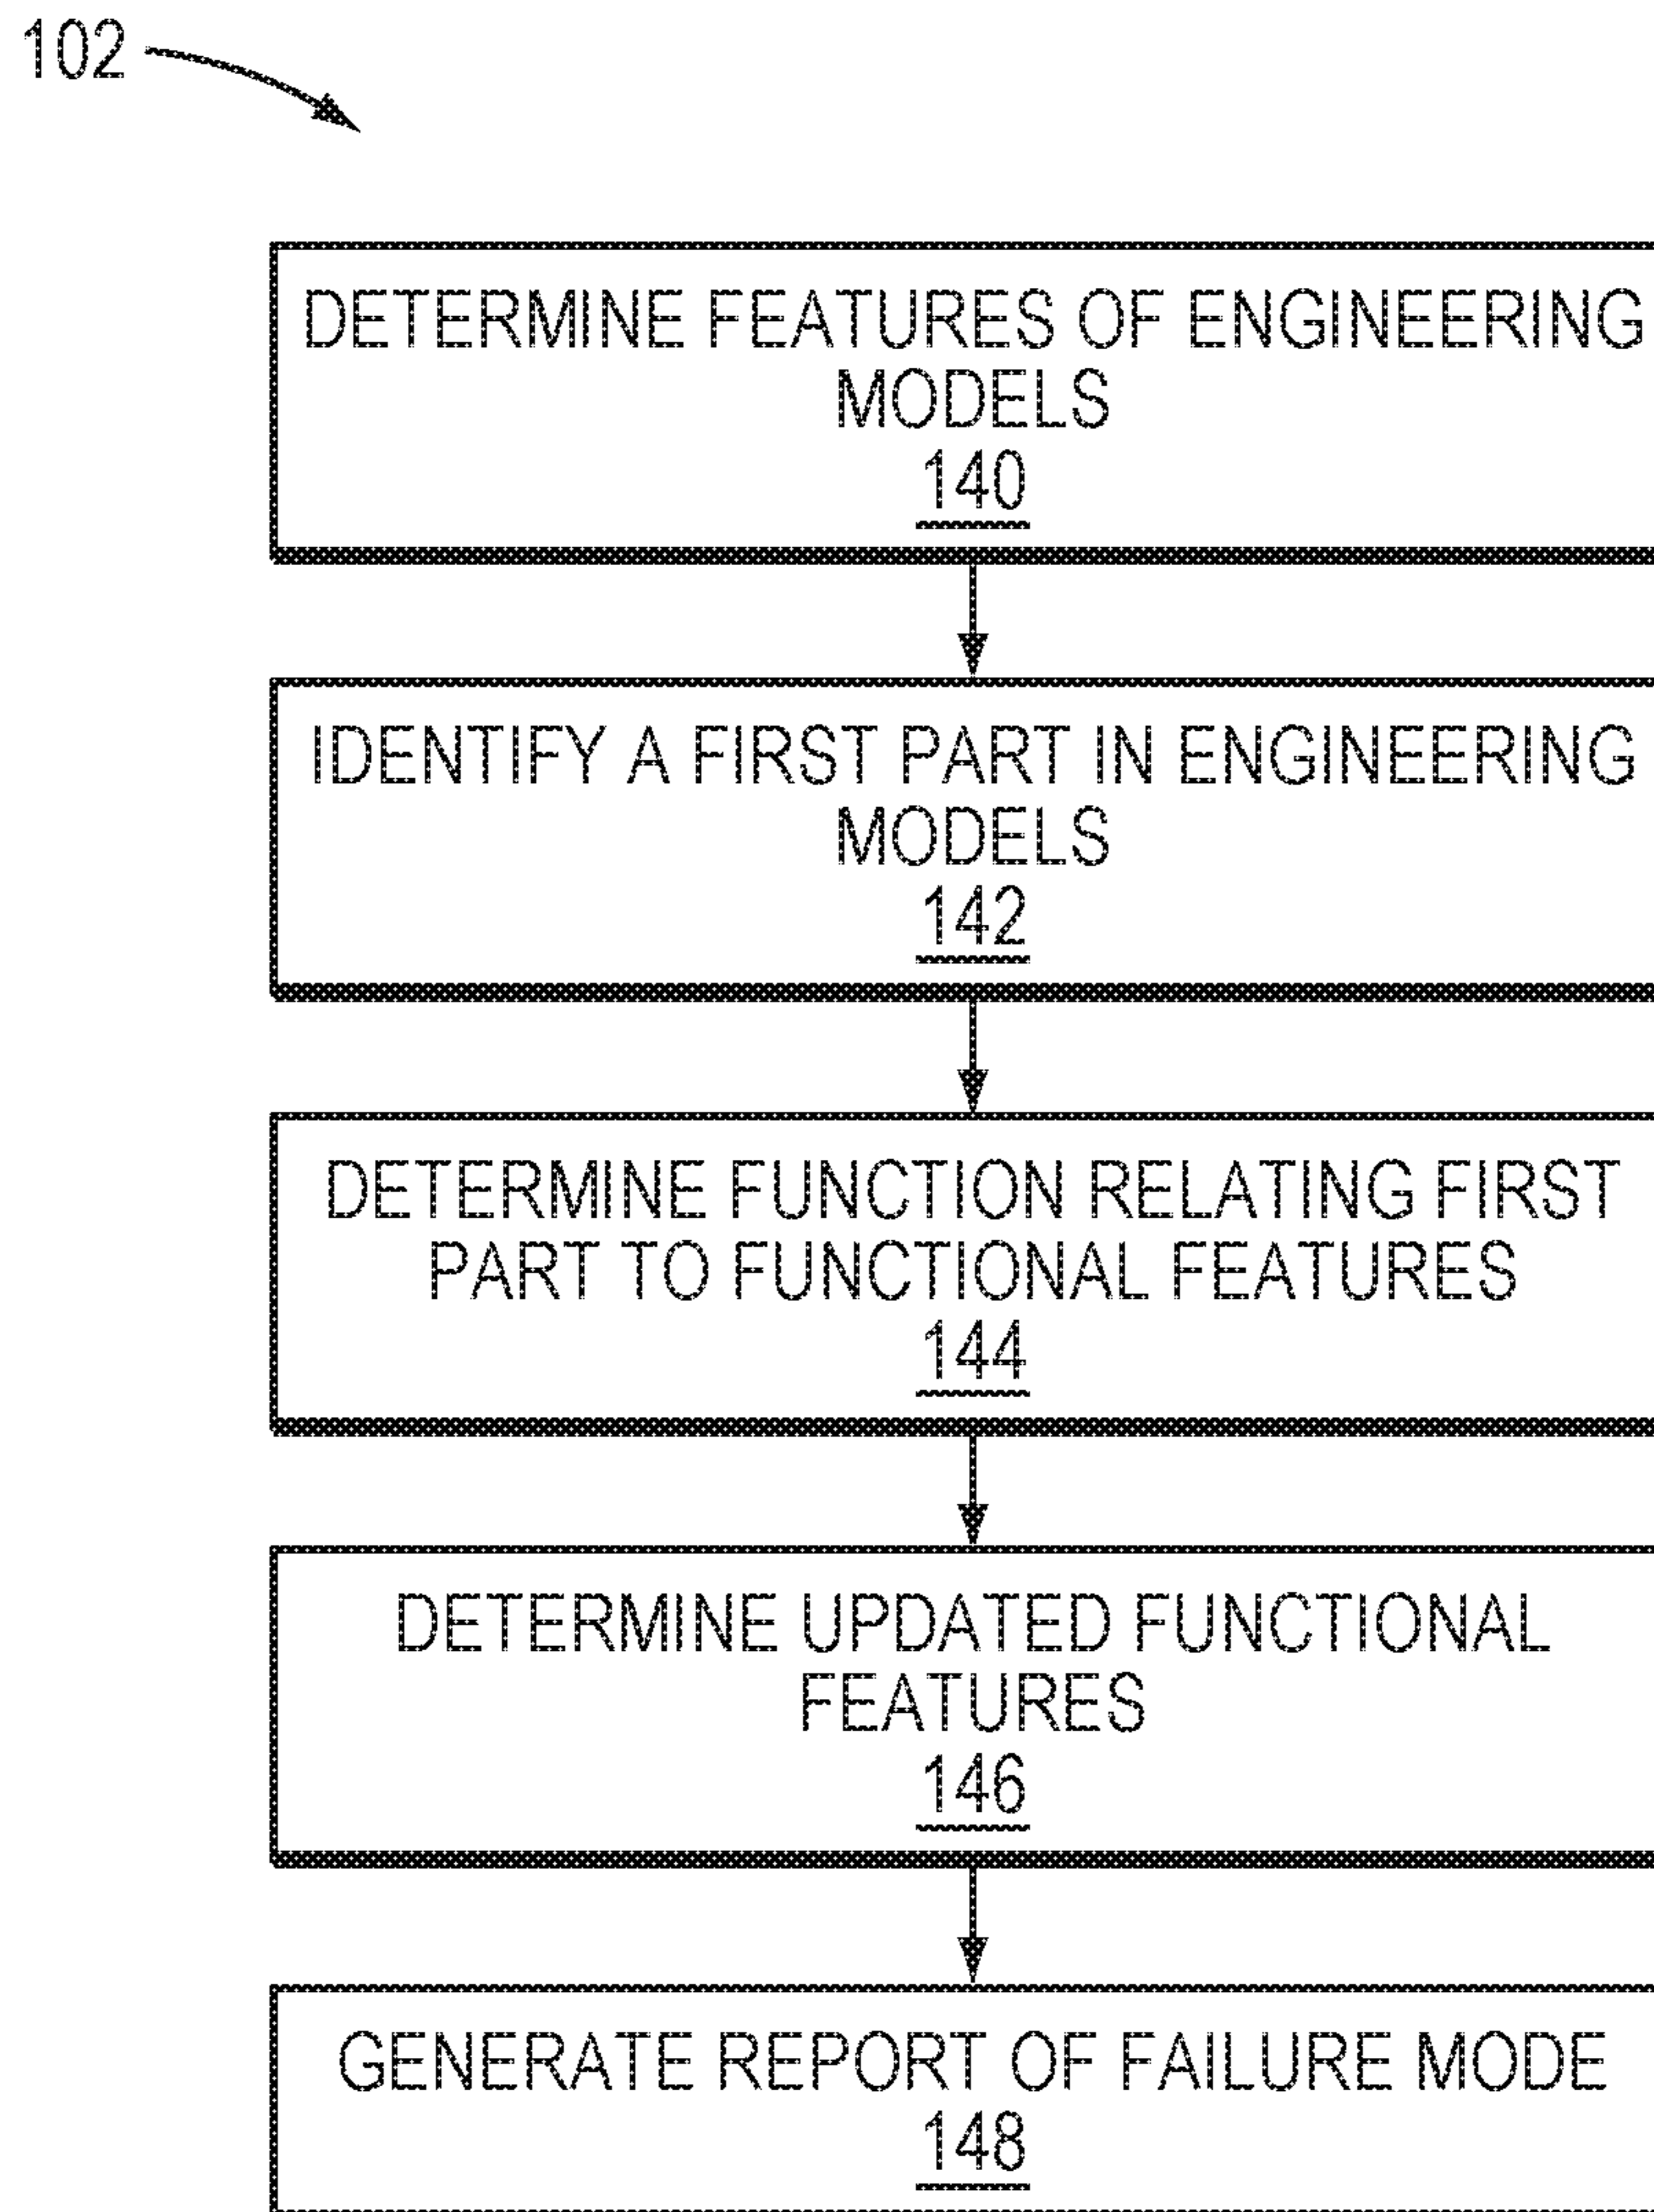 102
DETERMINE FEATURES OF ENGINEERING
MODELS
140
IDENTIFY A FIRST PART IN ENGINEERING
MODELS
142
DETERMINE FUNCTION RELATING FIRST
PART TO FUNCTIONAL FEATURES
144
DETERMINE UPDATED FUNCTIONAL
FEATURES
146
GENERATE REPORT OF FAILURE MODE
148